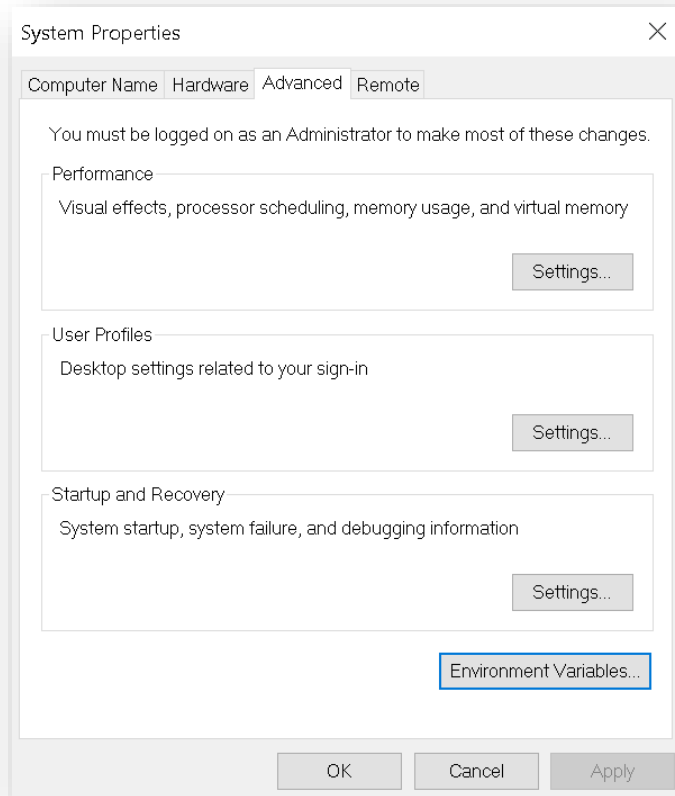 System Properties
Computer Name Hardware Advanced Remote
You must be logged on as an Administrator to make most of these changes.
Performance
Visual effects, processor scheduling, memory usage, and virtual memory
Settings...
User Profiles
Desktop settings related to your sign-in
Settings...
Startup and Recovery
System startup, system failure, and debugging information
Settings...
Environment Variables...
OK Cancel Apply